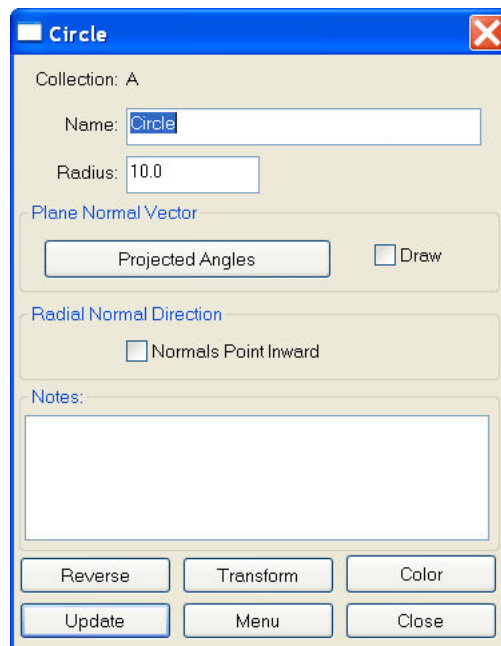 Circle
Collection: A
Name: Circle
Radius: 10.0
Plane Normal Vector
Projected Angles Draw
Radial Normal Direction
Normals Point Inward
Notes:
Reverse Transform Color
Update Menu Close